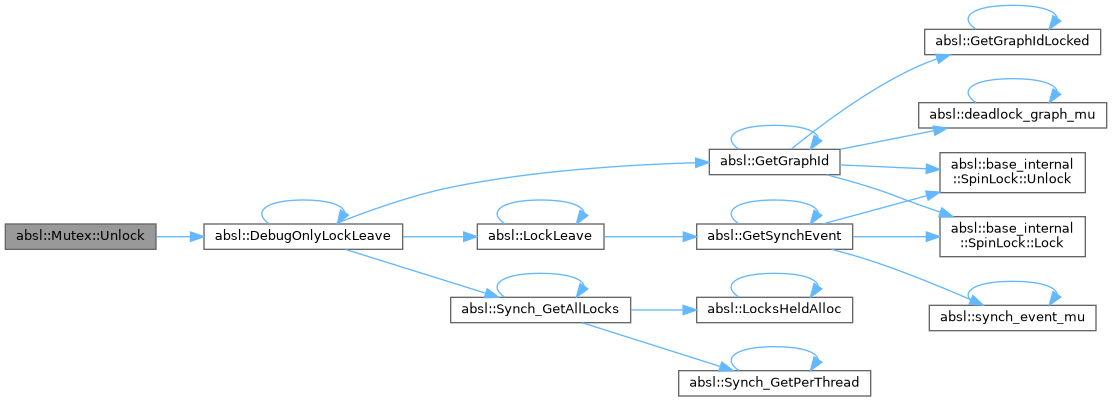 absl::GetGraphIdLocked
absl::deadlock_graph_mu
absl::GetGraphId
absl::base_internal
::SpinLock::Unlock
absl::Mutex::Unlock
absl::DebugOnlyLockLeave
absl::LockLeave
absl::GetSynchEvent
absl::base_internal
::SpinLock::Lock
absl::Synch_GetAllLocks
absl::LocksHeldAlloc
absl::synch_event_mu
absl::Synch_GetPerThread